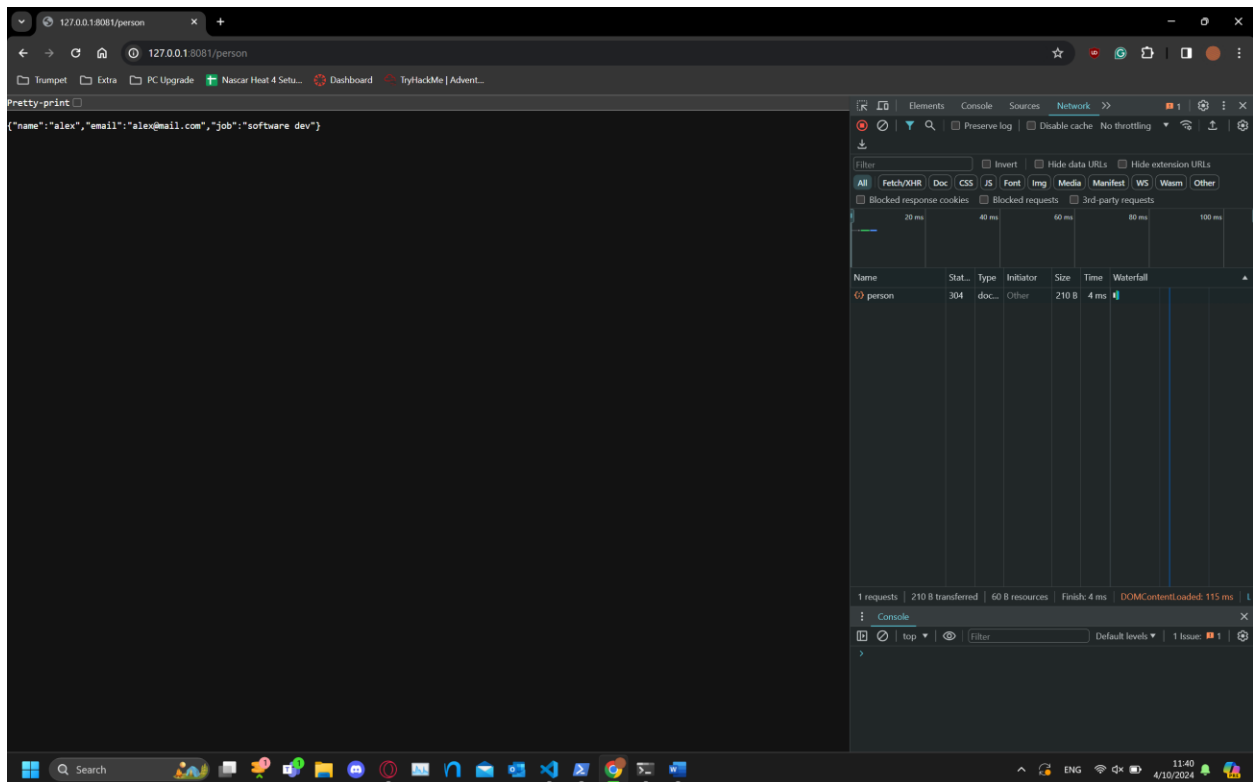 127.0.0.1:8081/person
127.0.0.1:8081/person
Trumpet Extra PC Upgrade Nascar Heat 4 Setu... Dashboard TryHackMe | Advent...
Pretty-print
{"name":"alex","email":"alex@mail.com","job":"software dev"}
Elements Console Sources Network 1
Preserve log Disable cache No throttling
Filter Invert Hide data URLs Hide extension URLs
All Fetch/XHR Doc CSS JS Font Img Media Manifest WS Wasm Other
Blocked response cookies Blocked requests 3rd-party requests
20 ms 40 ms 60 ms 80 ms 100 ms
Name Stat... Type Initiator Size Time Waterfall
person 304 doc... Other 210 B 4 ms
1 requests 210 B transferred 60 B resources Finish: 4 ms DOMContentLoaded: 115 ms L
Console
top Filter Default levels 1 Issue: 1
Search ENG 11:40
4/10/2024